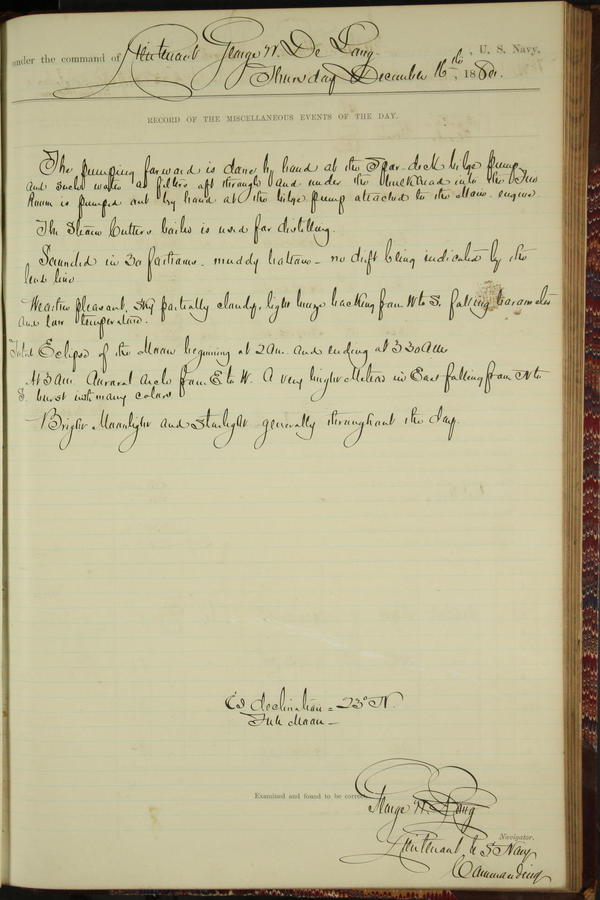 under the command of Lieutenant George W. De Long, U. S. Navy,
Thursday December 16th, 1880.
RECORD OF THE MISCELLANEOUS EVENTS OF THE DAY.
The pumping forward is done by hand at the Spar-deck bilge pump
and such water as filters aft through and under the bulkhead into the Fire
Room is pumped out by hand at the bilge pump attached to the Main-engine.
The Steam Cutters boiler is used for distilling.
Sounded in 30 fathoms - muddy bottom - no drift being indicated by the
lead line
Weather pleasant, sky partially cloudy, light breeze backing from W to S, falling barometer
and low temperature.
Total Eclipse of the Moon beginning at 2 Am. and ending at 3 30 AM
At 3 am Auroral arch from E to W. A very bright Meteor in East falling from N to
S. burst with many colors
Bright Moonlight and Starlight generally throughout the day.
declination = 23° N.
Full Moon -
Examined and found to be correct.
George W. De Long
Navigator.
Lieutenant U S Navy
Commanding